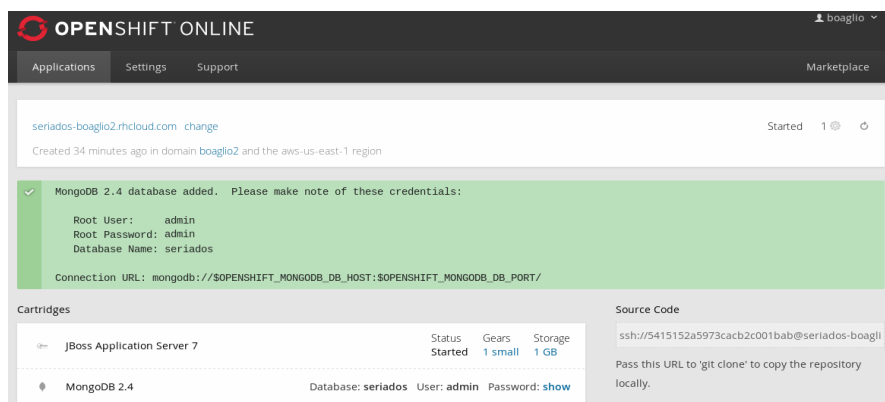 OPENSHIFT ONLINE
boaglio
Applications Settings Support Marketplace
seriados-boaglio2.rhcloud.com change
Started 1
Created 34 minutes ago in domain boaglio2 and the aws-us-east-1 region
MongoDB 2.4 database added. Please make note of these credentials:
Root User: admin
Root Password: admin
Database Name: seriados
Connection URL: mongodb://$OPENSHIFT_MONGODB_DB_HOST:$OPENSHIFT_MONGODB_DB_PORT/
Cartridges
JBoss Application Server 7
Status Gears Storage
Started 1 small 1 GB
MongoDB 2.4 Database: seriados User: admin Password: show
Source Code
ssh://5415152a5973cacb2c001bab@seriados-boagli
Pass this URL to 'git clone' to copy the repository
locally.